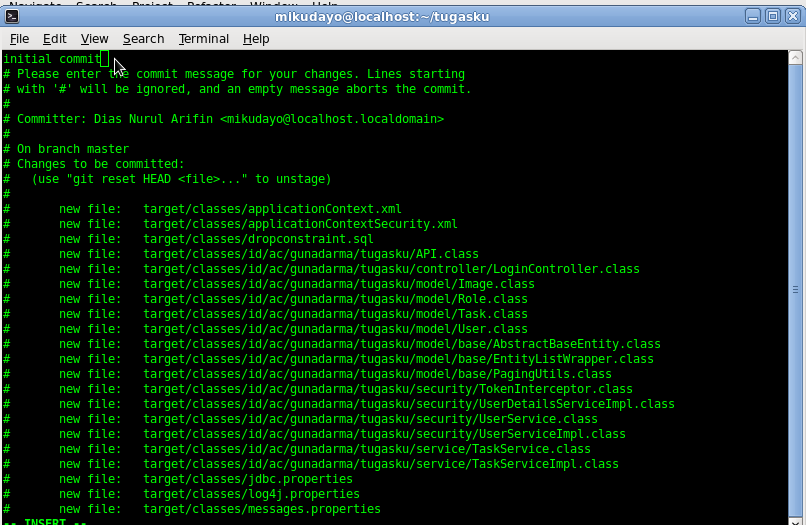 Navigate Search Project Refactor Window Help
mikudayo@localhost:~/tugasku
File Edit View Search Terminal Help
initial commit
# Please enter the commit message for your changes. Lines starting
# with '#' will be ignored, and an empty message aborts the commit.
#
# Committer: Dias Nurul Arifin <mikudayo@localhost.localdomain>
#
# On branch master
# Changes to be committed:
#   (use "git reset HEAD <file>..." to unstage)
#
#       new file:   target/classes/applicationContext.xml
#       new file:   target/classes/applicationContextSecurity.xml
#       new file:   target/classes/dropconstraint.sql
#       new file:   target/classes/id/ac/gunadarma/tugasku/API.class
#       new file:   target/classes/id/ac/gunadarma/tugasku/controller/LoginController.class
#       new file:   target/classes/id/ac/gunadarma/tugasku/model/Image.class
#       new file:   target/classes/id/ac/gunadarma/tugasku/model/Role.class
#       new file:   target/classes/id/ac/gunadarma/tugasku/model/Task.class
#       new file:   target/classes/id/ac/gunadarma/tugasku/model/User.class
#       new file:   target/classes/id/ac/gunadarma/tugasku/model/base/AbstractBaseEntity.class
#       new file:   target/classes/id/ac/gunadarma/tugasku/model/base/EntityListWrapper.class
#       new file:   target/classes/id/ac/gunadarma/tugasku/model/base/PagingUtils.class
#       new file:   target/classes/id/ac/gunadarma/tugasku/security/TokenInterceptor.class
#       new file:   target/classes/id/ac/gunadarma/tugasku/security/UserDetailsServiceImpl.class
#       new file:   target/classes/id/ac/gunadarma/tugasku/security/UserService.class
#       new file:   target/classes/id/ac/gunadarma/tugasku/security/UserServiceImpl.class
#       new file:   target/classes/id/ac/gunadarma/tugasku/service/TaskService.class
#       new file:   target/classes/id/ac/gunadarma/tugasku/service/TaskServiceImpl.class
#       new file:   target/classes/jdbc.properties
#       new file:   target/classes/log4j.properties
#       new file:   target/classes/messages.properties
-- INSERT --